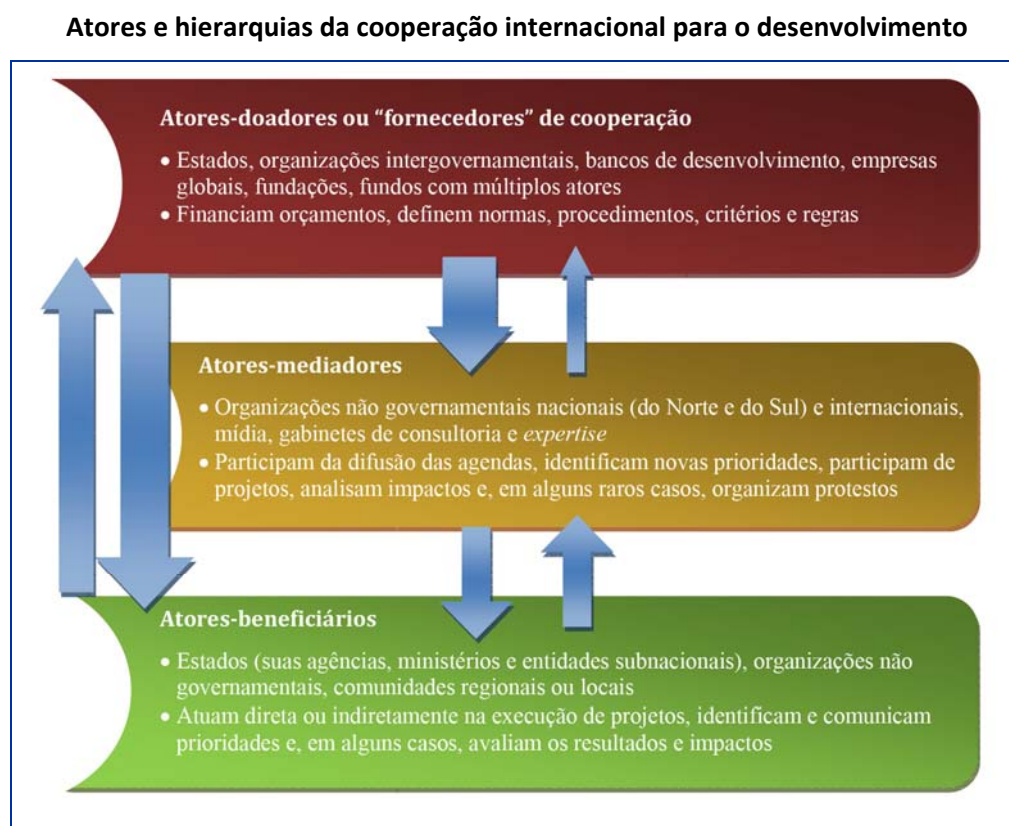 Atores e hierarquias da cooperação internacional para o desenvolvimento
Atores-doadores ou “fornecedores” de cooperação
• Estados, organizações intergovernamentais, bancos de desenvolvimento, empresas
globais, fundações, fundos com múltiplos atores
• Financiam orçamentos, definem normas, procedimentos, critérios e regras
Atores-mediadores
• Organizações não governamentais nacionais (do Norte e do Sul) e internacionais,
mídia, gabinetes de consultoria e expertise
• Participam da difusão das agendas, identificam novas prioridades, participam de
projetos, analisam impactos e, em alguns raros casos, organizam protestos
Atores-beneficiários
• Estados (suas agências, ministérios e entidades subnacionais), organizações não
governamentais, comunidades regionais ou locais
• Atuam direta ou indiretamente na execução de projetos, identificam e comunicam
prioridades e, em alguns casos, avaliam os resultados e impactos